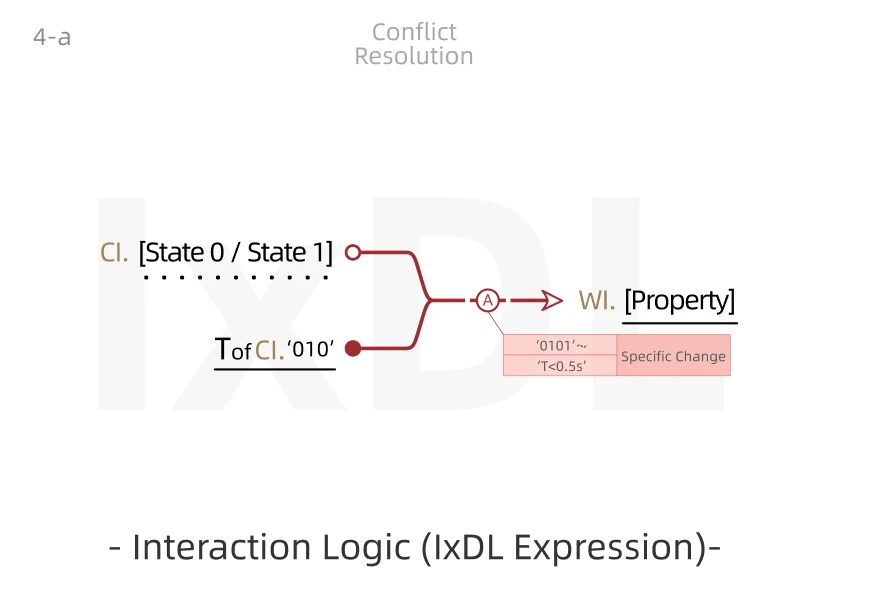 4-a
Conflict
Resolution
IxDL
CI. [State 0 / State 1]
A
WI. [Property]
T of CI. ‘010’
‘0101’~
‘T<0.5s’
Specific Change
- Interaction Logic (IxDL Expression)-